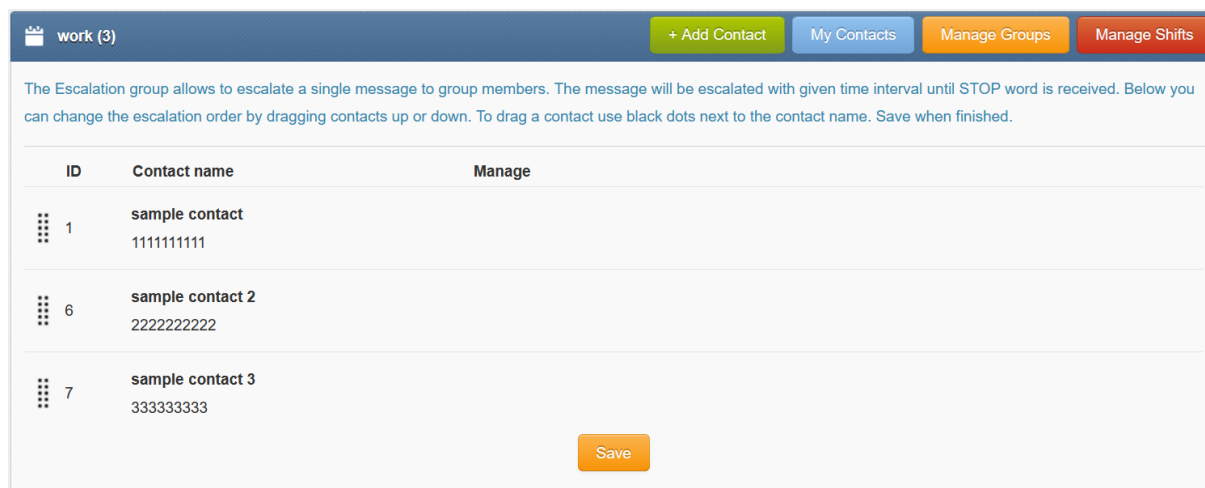 work (3)
+ Add Contact
My Contacts
Manage Groups
Manage Shifts
The Escalation group allows to escalate a single message to group members. The message will be escalated with given time interval until STOP word is received. Below you
can change the escalation order by dragging contacts up or down. To drag a contact use black dots next to the contact name. Save when finished.
ID Contact name Manage
sample contact
1
1111111111
sample contact 2
6
2222222222
sample contact 3
7
333333333
Save